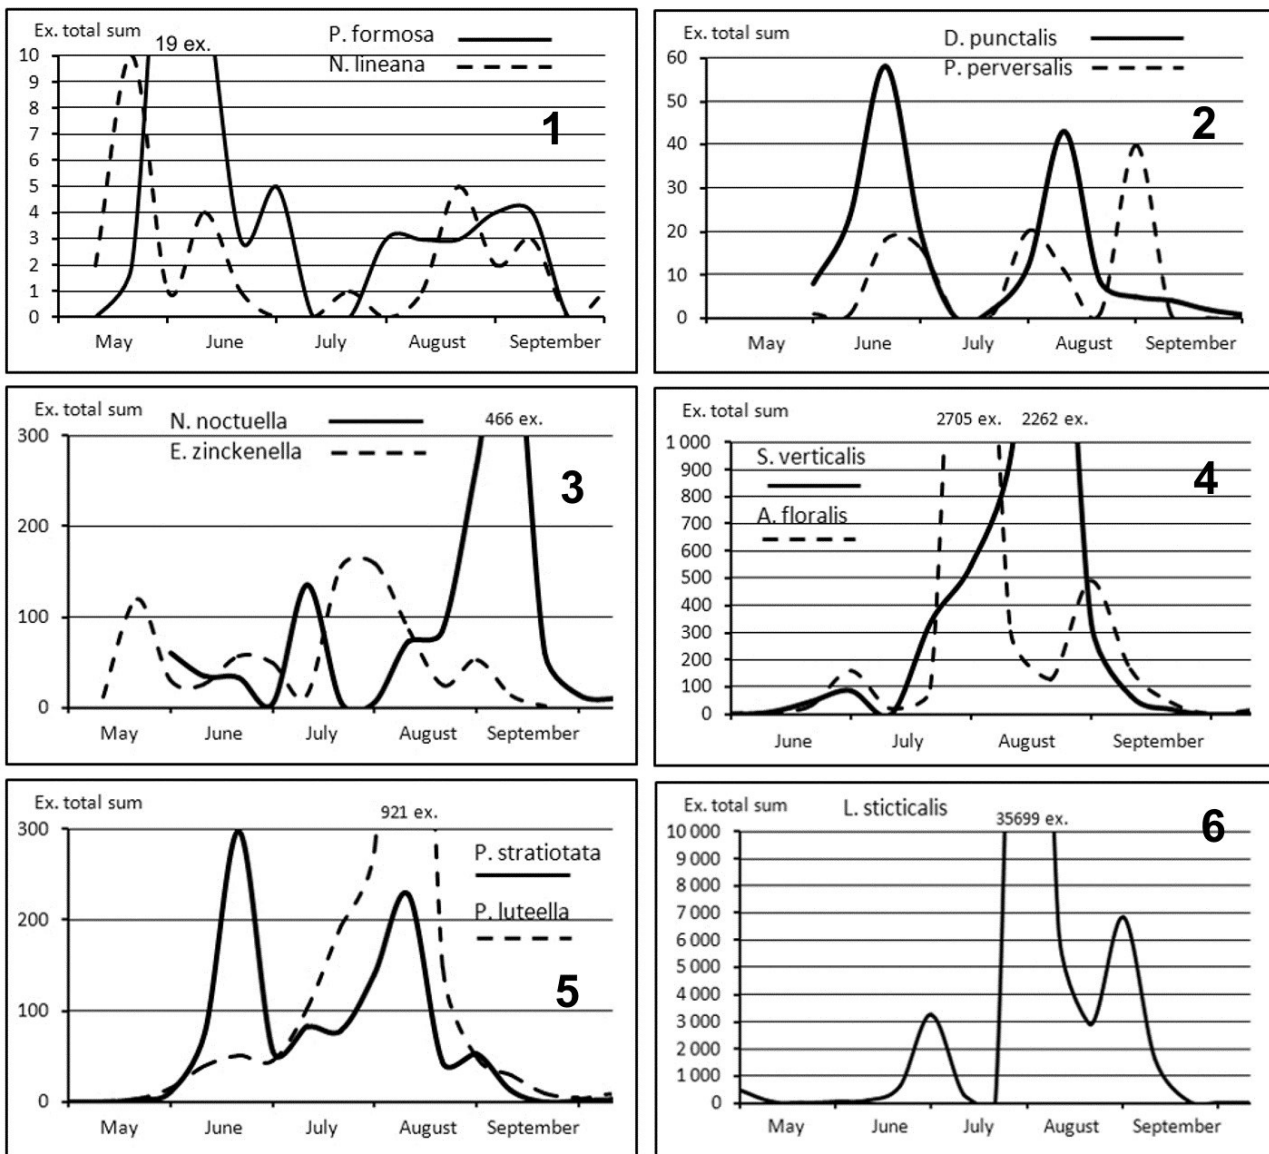 Ex. total sum
19 ex.
P. formosa
N. lineana
1
10
9
8
7
6
5
4
3
2
1
0
May June July August September
Ex. total sum
D. punctalis
P. perversalis
2
60
50
40
30
20
10
0
May June July August September
Ex. total sum
N. noctuella
E. zinckenella
466 ex.
3
300
200
100
0
May June July August September
Ex. total sum
2705 ex. 2262 ex.
S. verticalis
A. floralis
4
1 000
900
800
700
600
500
400
300
200
100
0
June July August September
Ex. total sum
921 ex.
P. stratiotata
P. luteella
5
300
200
100
0
May June July August September
Ex. total sum
L. sticticalis
35699 ex.
6
10 000
9 000
8 000
7 000
6 000
5 000
4 000
3 000
2 000
1 000
0
May June July August September